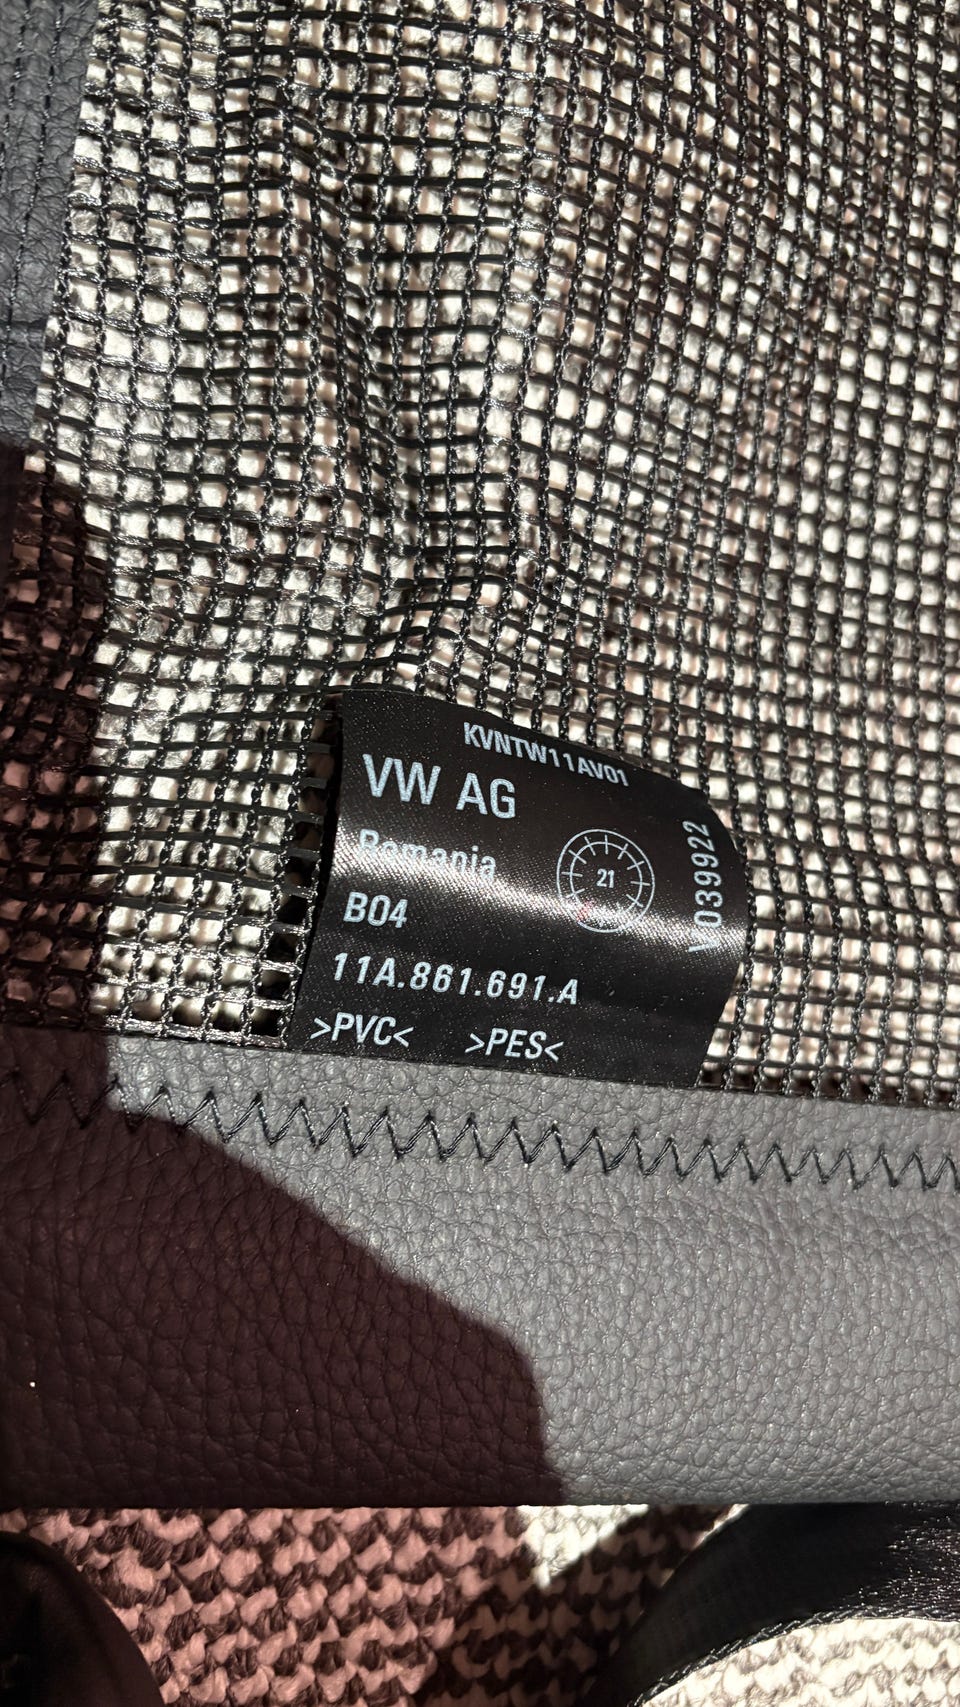 KVNTW11AV01
VW AG
Romania
B04
11A.861.691.A
>PVC< >PES<
21
V039922